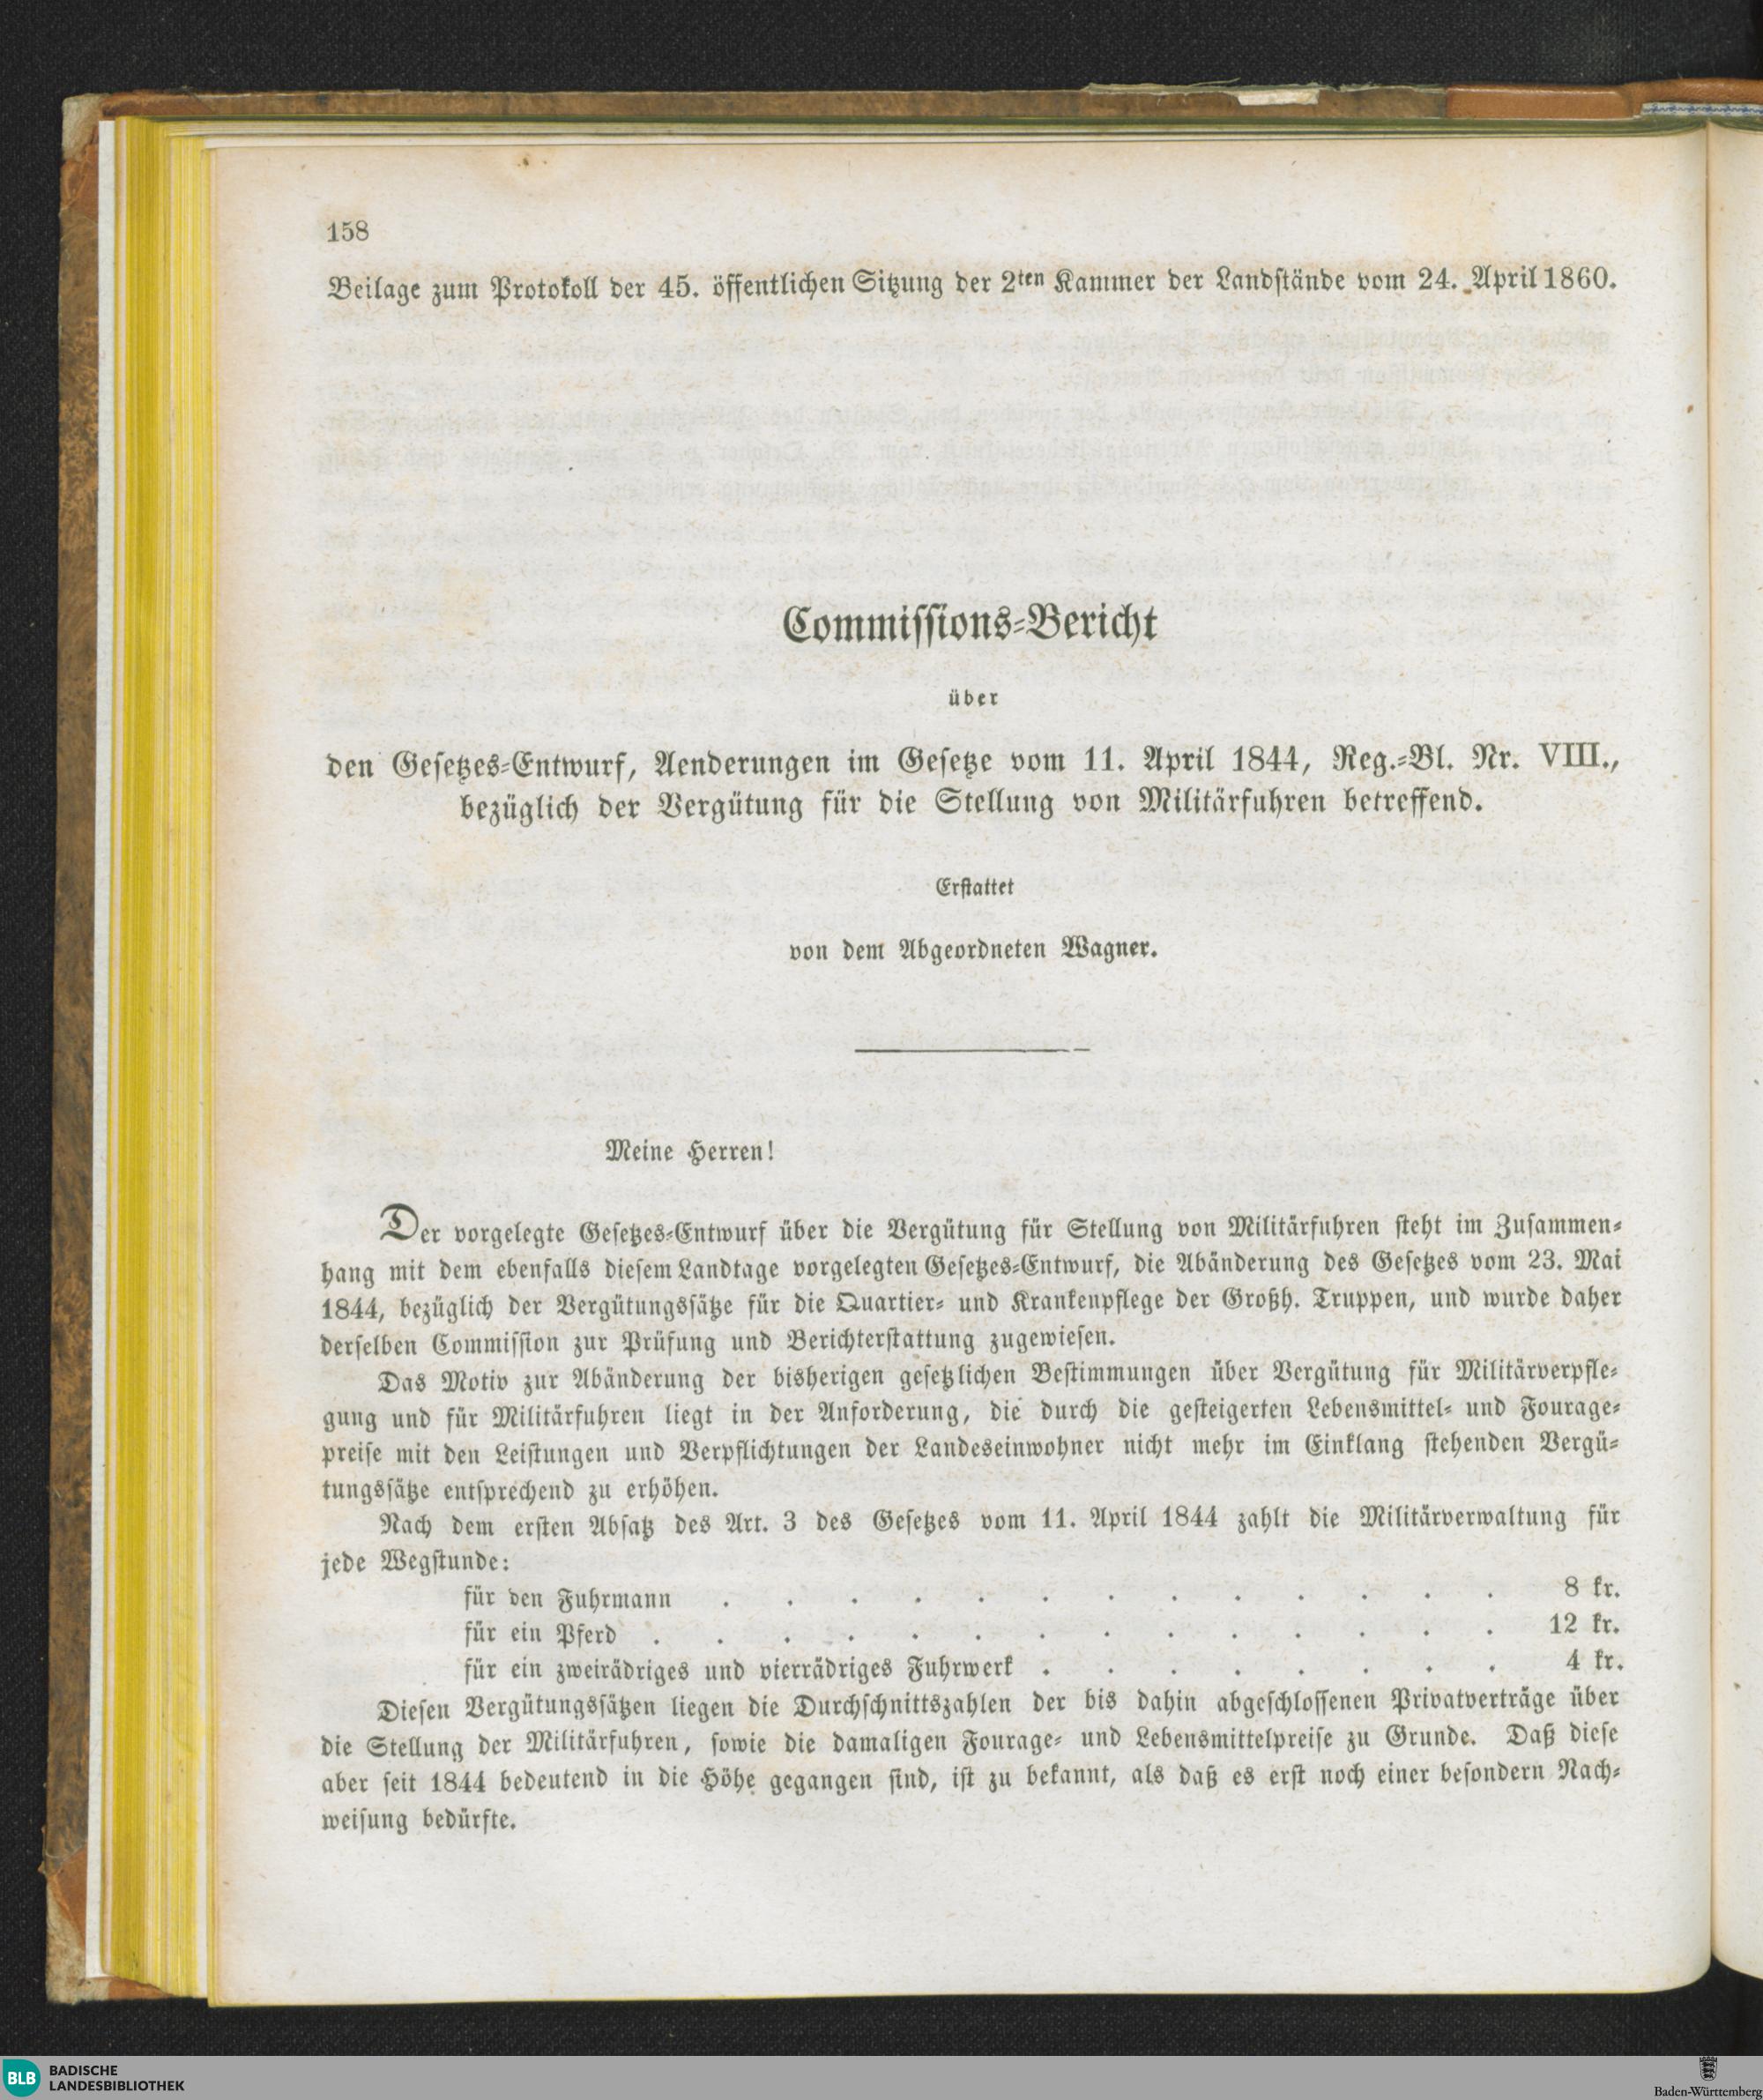 158
Beilage zum Protokoll der 45. öffentlichen Sitzung der 2ten Kammer der Landstände vom 24. April 1860.
Commissions-Bericht
über
den Gesetzes-Entwurf, Aenderungen im Gesetze vom 11. April 1844, Reg.-Bl. Nr. VIII.,
bezüglich der Vergütung für die Stellung von Militärfuhren betreffend.
Erstattet
von dem Abgeordneten Wagner.
Meine Herren!
Der vorgelegte Gesetzes-Entwurf über die Vergütung für Stellung von Militärfuhren steht im Zusammen-
hang mit dem ebenfalls diesem Landtage vorgelegten Gesetzes-Entwurf, die Abänderung des Gesetzes vom 23. Mai
1844, bezüglich der Vergütungssätze für die Quartier- und Krankenpflege der Großh. Truppen, und wurde daher
derselben Commission zur Prüfung und Berichterstattung zugewiesen.
Das Motiv zur Abänderung der bisherigen gesetzlichen Bestimmungen über Vergütung für Militärverpfle-
gung und für Militärfuhren liegt in der Anforderung, die durch die gesteigerten Lebensmittel- und Fourage-
preise mit den Leistungen und Verpflichtungen der Landeseinwohner nicht mehr im Einklang stehenden Vergü-
tungssätze entsprechend zu erhöhen.
Nach dem ersten Absatz des Art. 3 des Gesetzes vom 11. April 1844 zahlt die Militärverwaltung für
jede Wegstunde:
für den Fuhrmann . . . . . . . . . . . . . 8 kr.
für ein Pferd . . . . . . . . . . . . . . 12 kr.
für ein zweirädriges und vierrädriges Fuhrwerk . . . . . . . . 4 kr.
Diesen Vergütungssätzen liegen die Durchschnittszahlen der bis dahin abgeschlossenen Privatverträge über
die Stellung der Militärfuhren, sowie die damaligen Fourage- und Lebensmittelpreise zu Grunde. Daß diese
aber seit 1844 bedeutend in die Höhe gegangen sind, ist zu bekannt, als daß es erst noch einer besondern Nach-
weisung bedürfte.
BLB BADISCHE
LANDESBIBLIOTHEK
Baden-Württemberg